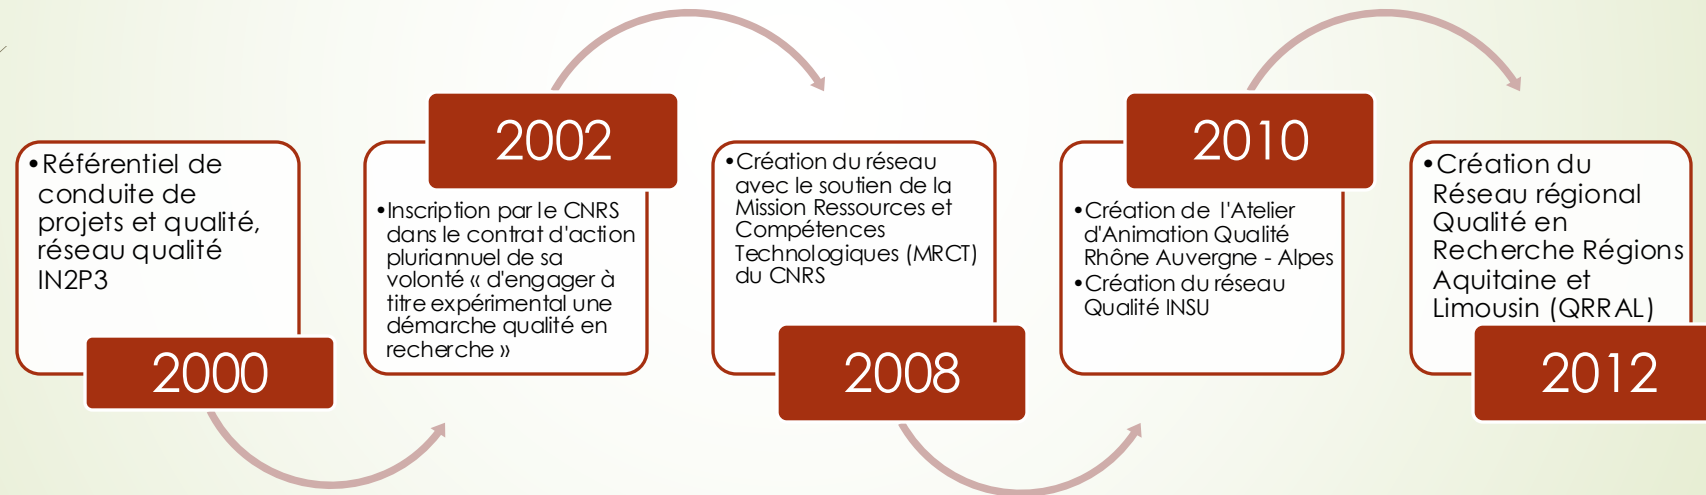 •Référentiel de
conduite de
projets et qualité,
réseau qualité
IN2P3
2000
2002
•Inscription par le CNRS
dans le contrat d'action
pluriannuel de sa
volonté « d'engager à
titre expérimental une
démarche qualité en
recherche »
•Création du réseau
avec le soutien de la
Mission Ressources et
Compétences
Technologiques (MRCT)
du CNRS
2008
2010
•Création de l'Atelier
d'Animation Qualité
Rhône Auvergne - Alpes
•Création du réseau
Qualité INSU
•Création du
Réseau régional
Qualité en
Recherche Régions
Aquitaine et
Limousin (QRRAL)
2012